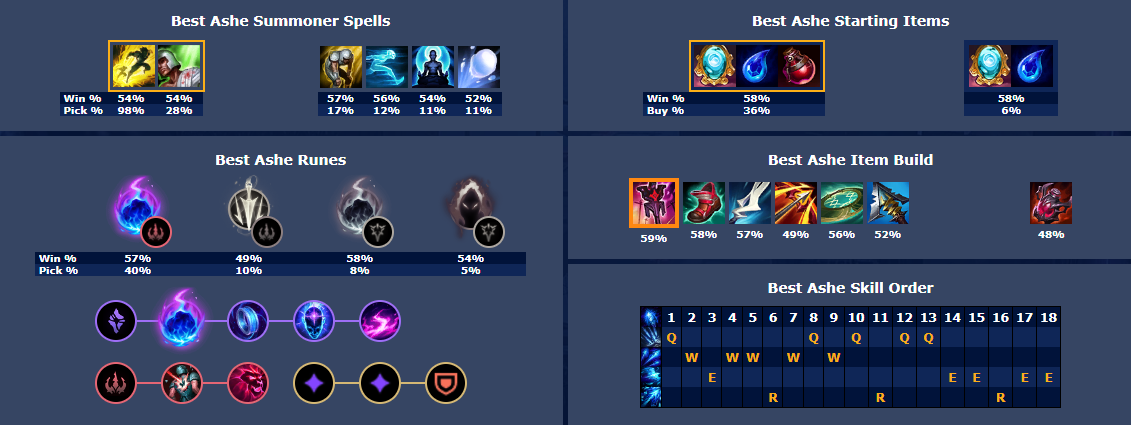 Best Ashe Summoner Spells
Win % 54% 54% 57% 56% 54% 52%
Pick % 98% 28% 17% 12% 11% 11%
Best Ashe Starting Items
Win % 58% 58%
Buy % 36% 6%
Best Ashe Runes
Win % 57% 49% 58% 54%
Pick % 40% 10% 8% 5%
Best Ashe Item Build
59% 58% 57% 49% 56% 52% 48%
Best Ashe Skill Order
1 2 3 4 5 6 7 8 9 10 11 12 13 14 15 16 17 18
Q Q Q Q Q
W W W W W
E E E E E
R R R